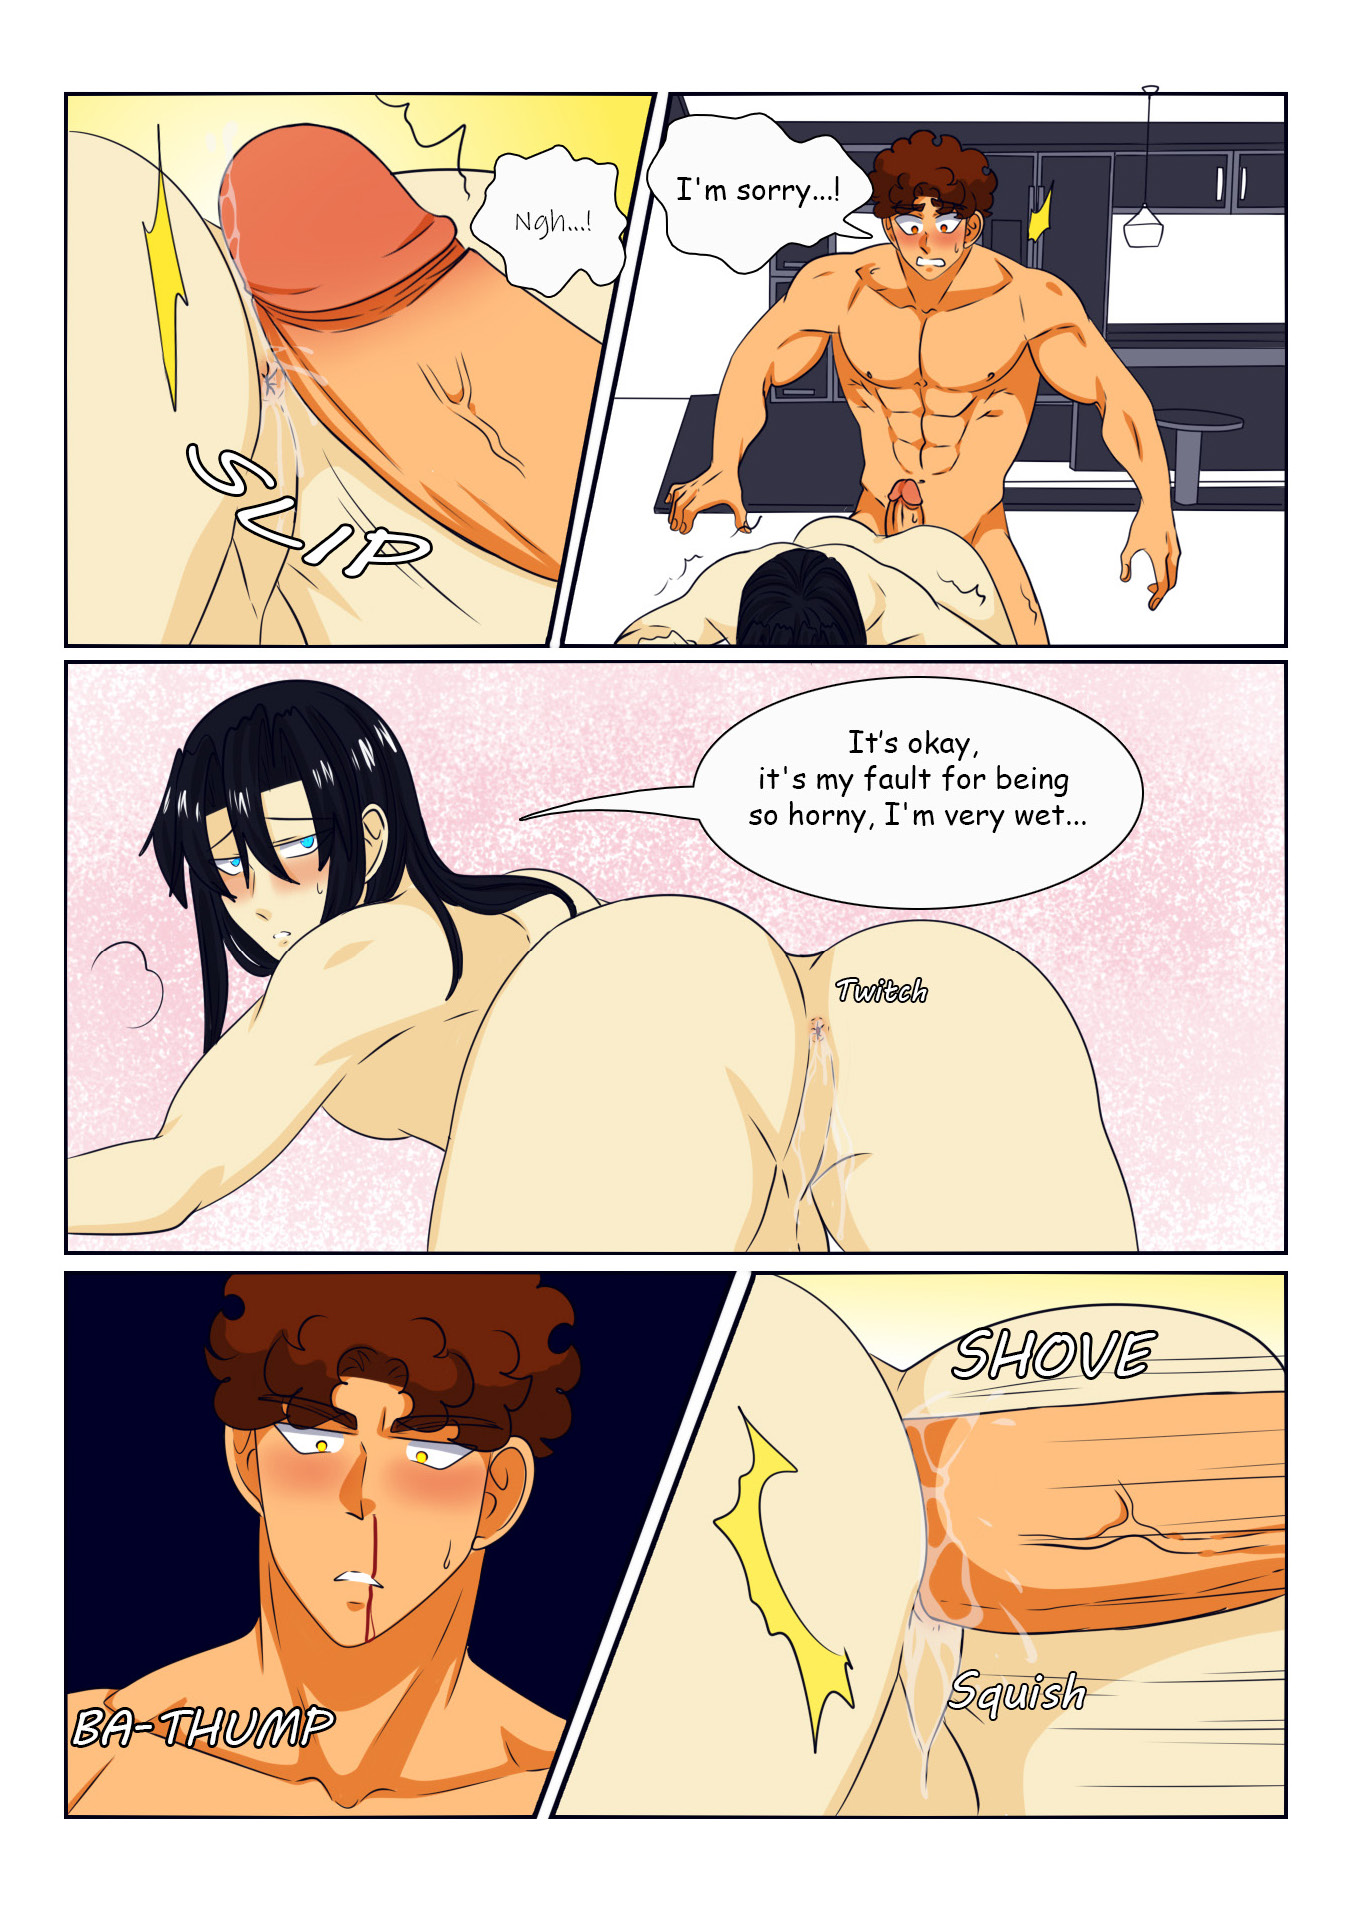 Ngh...!
I'm sorry...!
SLIP
It's okay,
it's my fault for being
so horny, I'm very wet...
Twitch
BA-THUMP
SHOVE
Squish